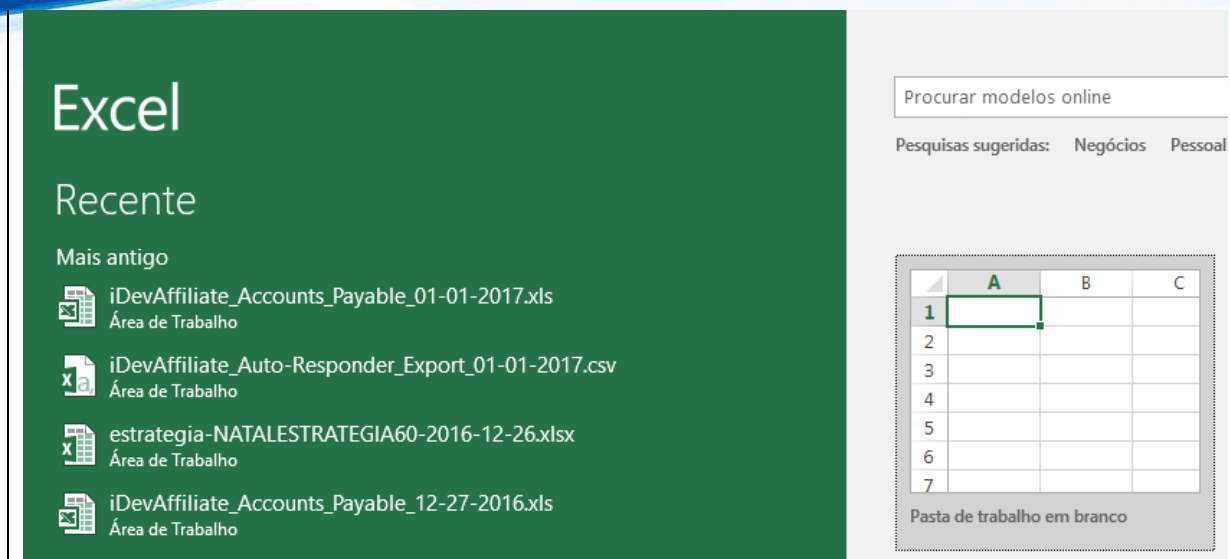 Excel
Recente
Mais antigo
iDevAffiliate_Accounts_Payable_01-01-2017.xls
Área de Trabalho
iDevAffiliate_Auto-Responder_Export_01-01-2017.csv
Área de Trabalho
estrategia-NATALESTRATEGIA60-2016-12-26.xlsx
Área de Trabalho
iDevAffiliate_Accounts_Payable_12-27-2016.xls
Área de Trabalho
Procurar modelos online
Pesquisas sugeridas: Negócios Pessoal
A B C
1
2
3
4
5
6
7
Pasta de trabalho em branco